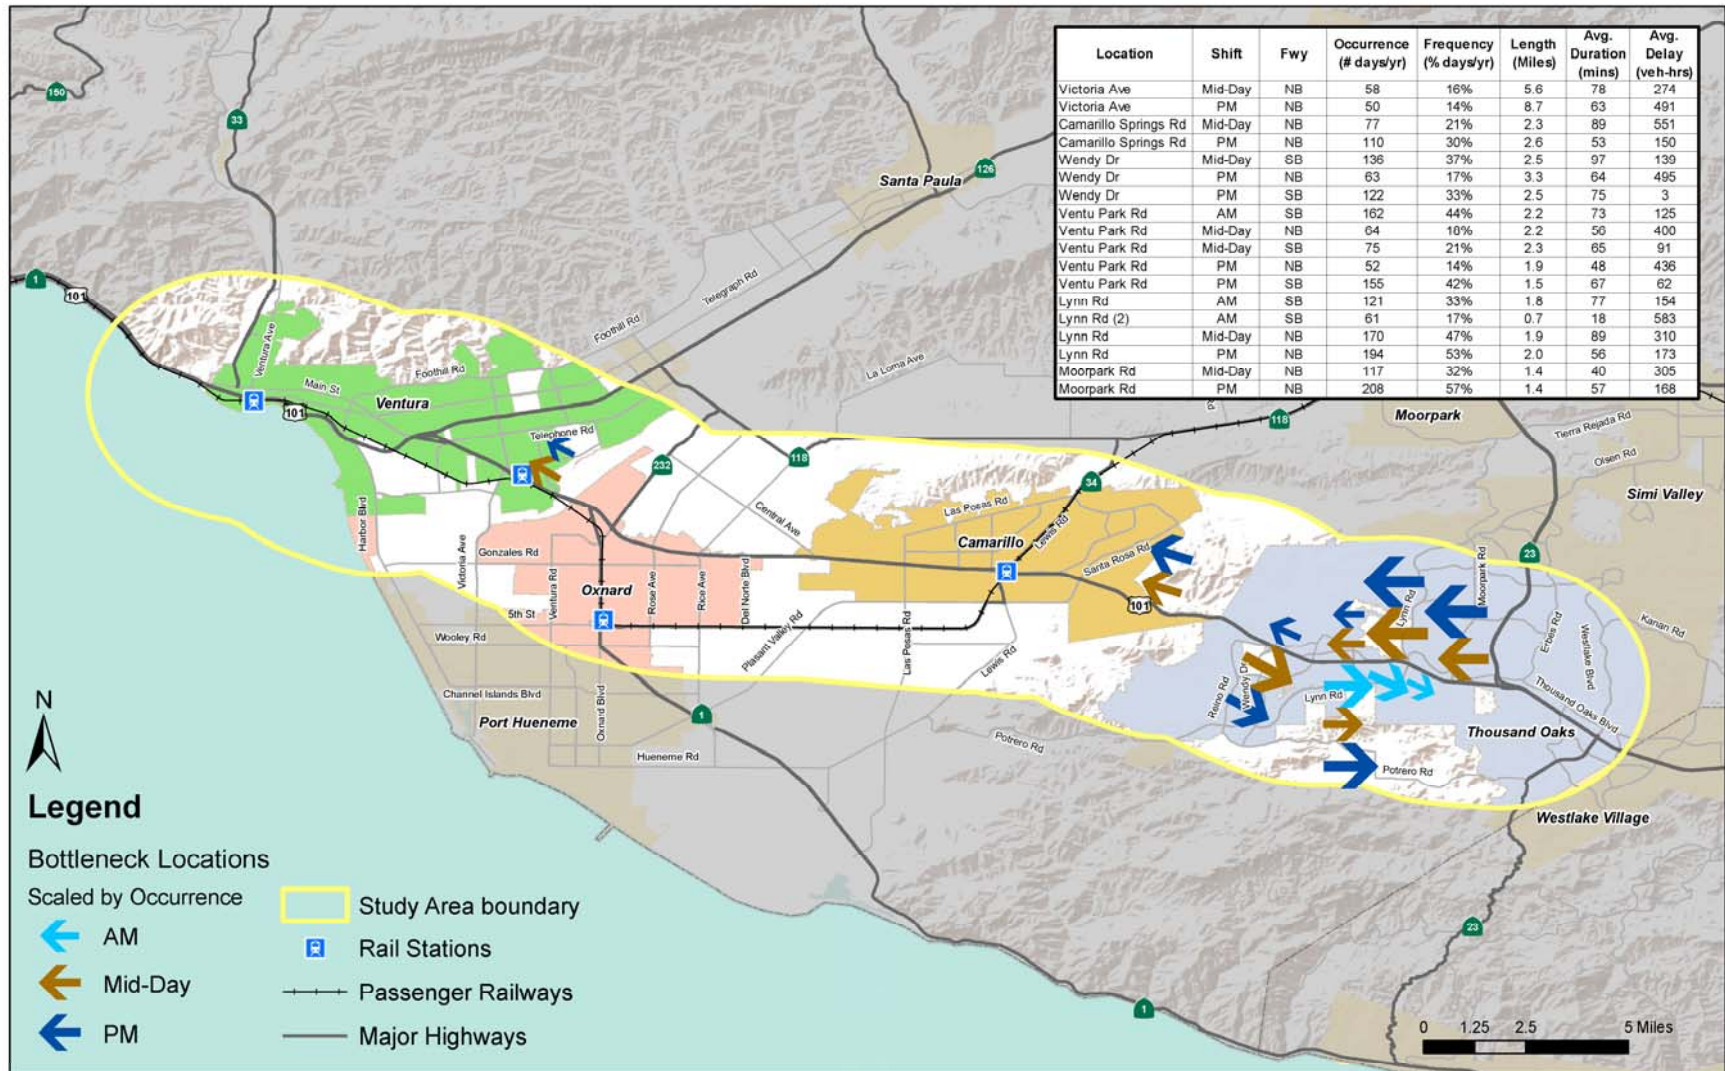 Location Shift Fwy Occurrence (# days/yr) Frequency (% days/yr) Length (Miles) Avg. Duration (mins) Avg. Delay (veh-hrs)
Victoria Ave Mid-Day NB 58 16% 5.6 78 274
Victoria Ave PM NB 50 14% 8.7 63 491
Camarillo Springs Rd Mid-Day NB 77 21% 2.3 89 551
Camarillo Springs Rd PM NB 110 30% 2.6 53 150
Wendy Dr Mid-Day SB 136 37% 2.5 97 139
Wendy Dr PM NB 63 17% 3.3 64 495
Wendy Dr PM SB 122 33% 2.5 75 3
Ventu Park Rd AM SB 162 44% 2.2 73 125
Ventu Park Rd Mid-Day NB 64 18% 2.2 56 400
Ventu Park Rd Mid-Day SB 75 21% 2.3 65 91
Ventu Park Rd PM NB 52 14% 1.9 48 436
Ventu Park Rd PM SB 155 42% 1.5 67 62
Lynn Rd AM SB 121 33% 1.8 77 154
Lynn Rd (2) AM SB 61 17% 0.7 18 583
Lynn Rd Mid-Day NB 170 47% 1.9 89 310
Lynn Rd PM NB 194 53% 2.0 56 173
Moorpark Rd Mid-Day NB 117 32% 1.4 40 305
Moorpark Rd PM NB 208 57% 1.4 57 168
150
33
126
Santa Paula
1
101
Telegraph Rd
Foothill Rd
Ventura Ave
Foothill Rd
Main St
Ventura
101
La Loma Ave
Rd
118
Moorpark
Tierra Rejada Rd
Olsen Rd
Simi Valley
Telephone Rd
232
118
34
Las Posas Rd
Central Ave
Lewis Rd
Camarillo
Santa Rosa Rd
Harbor Blvd
Victoria Ave
Gonzales Rd
Ventura Rd
Oxnard
Rose Ave
Rice Ave
Del Norte Blvd
5th St
Wooley Rd
Pleasant Valley Rd
Las Posas Rd
Lewis Rd
101
23
Moorpark Rd
Lynn Rd
Erbes Rd
Westlake Blvd
Kanan Rd
Reino Rd
Wendy Dr
Lynn Rd
Thousand Oaks Blvd
Thousand Oaks
Channel Islands Blvd
Port Hueneme
Oxnard Blvd
1
Hueneme Rd
Potrero Rd
Potrero Rd
Westlake Village
23
1
N
Legend
Bottleneck Locations
Scaled by Occurrence
AM
Mid-Day
PM
Study Area boundary
Rail Stations
Passenger Railways
Major Highways
0 1.25 2.5 5 Miles